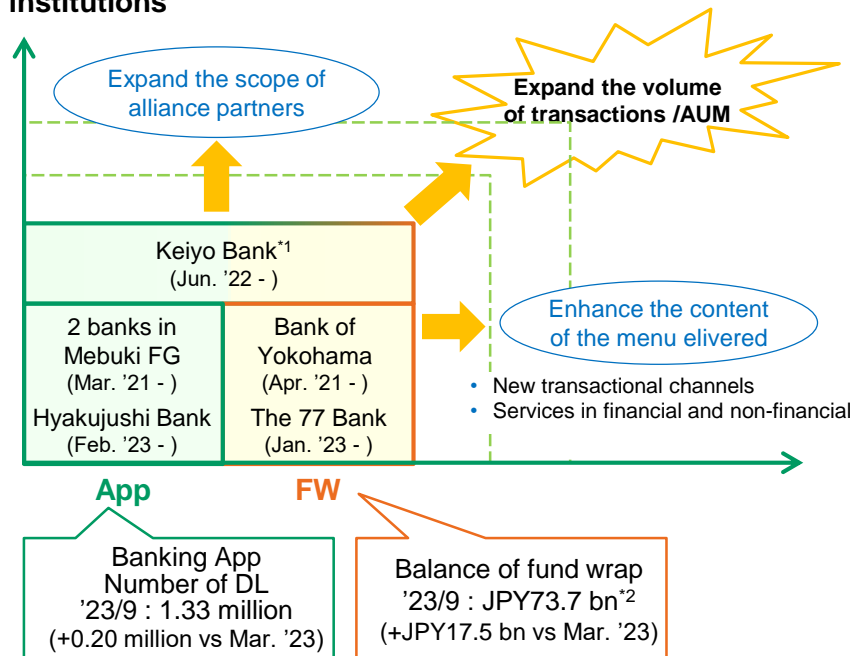 institutions
Expand the scope of
alliance partners
Expand the volume
of transactions /AUM
Keiyo Bank*1
(Jun. ’22 - )
2 banks in
Mebuki FG
(Mar. ’21 - )
Hyakujushi Bank
(Feb. ’23 - )
Bank of
Yokohama
(Apr. ’21 - )
The 77 Bank
(Jan. ’23 - )
Enhance the content
of the menu elivered
• New transactional channels
• Services in financial and non-financial
App
FW
Banking App
Number of DL
’23/9 : 1.33 million
(+0.20 million vs Mar. ’23)
Balance of fund wrap
’23/9 : JPY73.7 bn*2
(+JPY17.5 bn vs Mar. ’23)